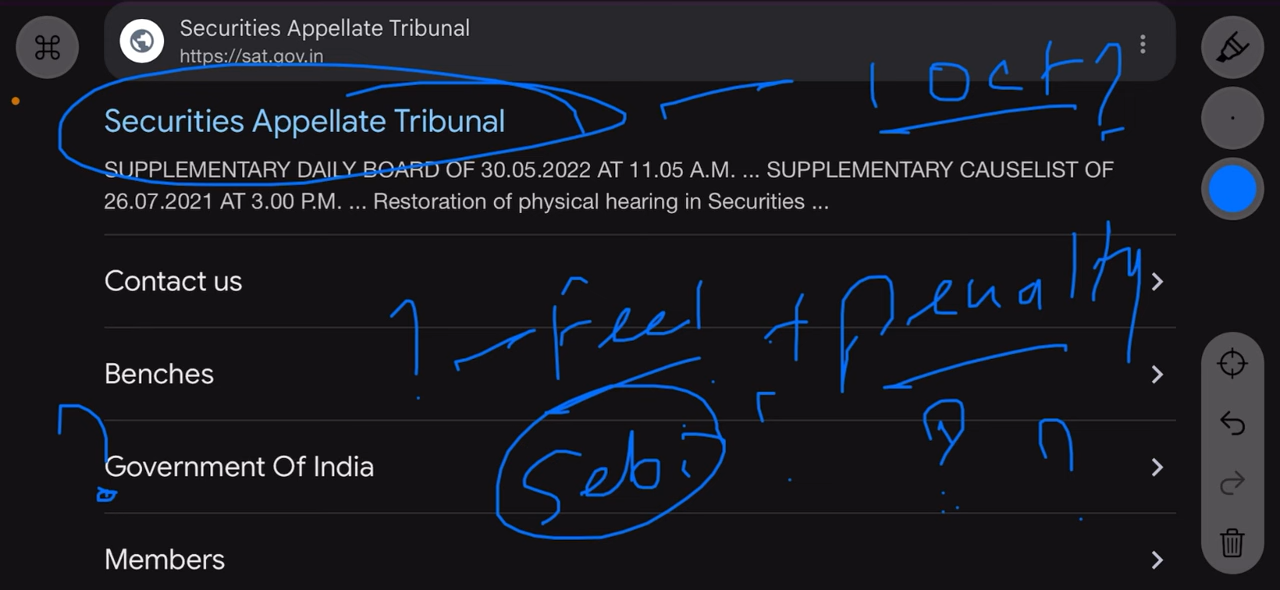 Securities Appellate Tribunal
https://sat.gov.in
1 oct?
Securities Appellate Tribunal
SUPPLEMENTARY DAILY BOARD OF 30.05.2022 AT 11.05 A.M. ... SUPPLEMENTARY CAUSELIST OF
26.07.2021 AT 3.00 P.M. ... Restoration of physical hearing in Securities ...
Contact us
+ Penalty
Benches
Sebi
Government Of India
Members